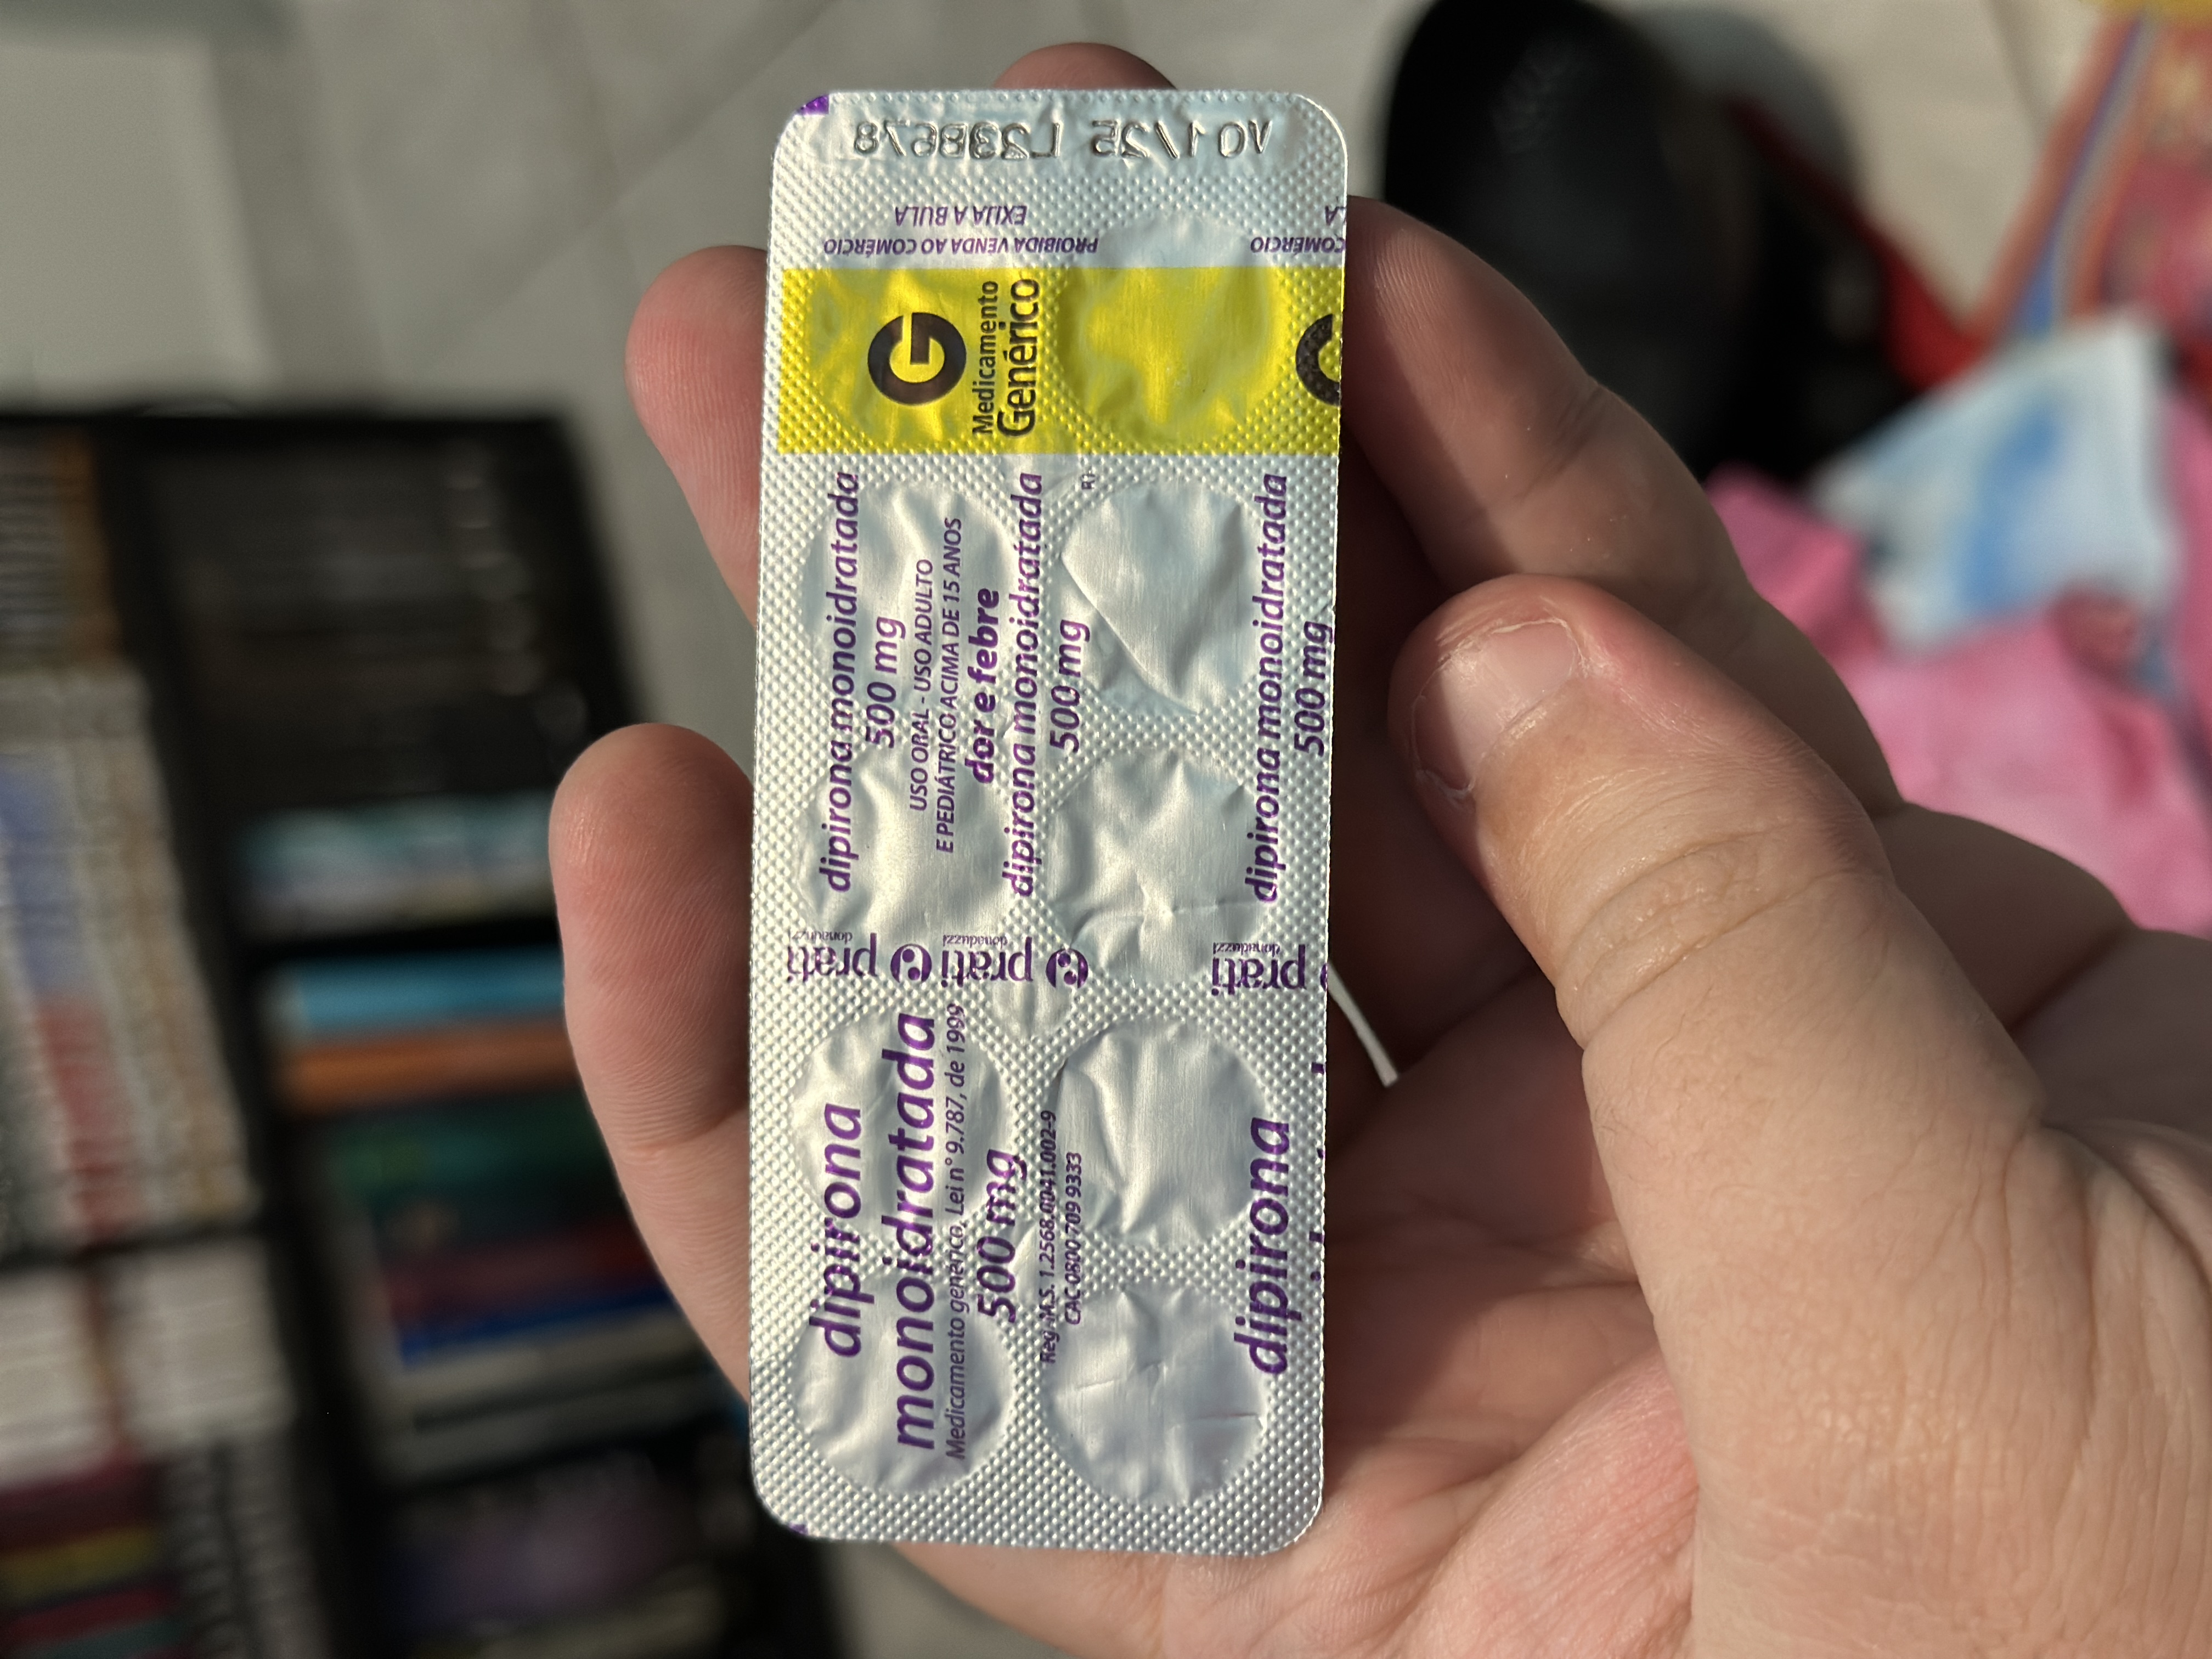 dipirona
monoidratada
Medicamento genérico, Lei n° 9.787, de 1999
500 mg
Reg. M.S. 1.2568.0041.002-9
CAC 0800 709 9333
dipirona
prati
donaduzzi
prati
donaduzzi
prati
donaduzzi
dipirona monoidratada
500 mg
USO ORAL - USO ADULTO
E PEDIÁTRICO ACIMA DE 15 ANOS
dor e febre
dipirona monoidratada
500 mg
dipirona monoidratada
500 mg
G
Medicamento
Genérico
PROIBIDA VENDA AO COMÉRCIO
EXIJA A BULA
COMÉRCIO
LA